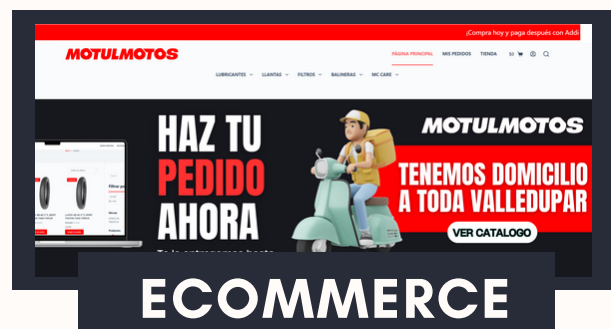 ¡Compra hoy y paga después con Addi
MOTULMOTOS
PÁGINA PRINCIPAL MIS PEDIDOS TIENDA
LUBRICANTES LLANTAS FILTROS BALINERAS MC CARE
HAZ TU
PEDIDO
AHORA
MOTULMOTOS
TENEMOS DOMICILIO
A TODA VALLEDUPAR
VER CATALOGO
ECOMMERCE